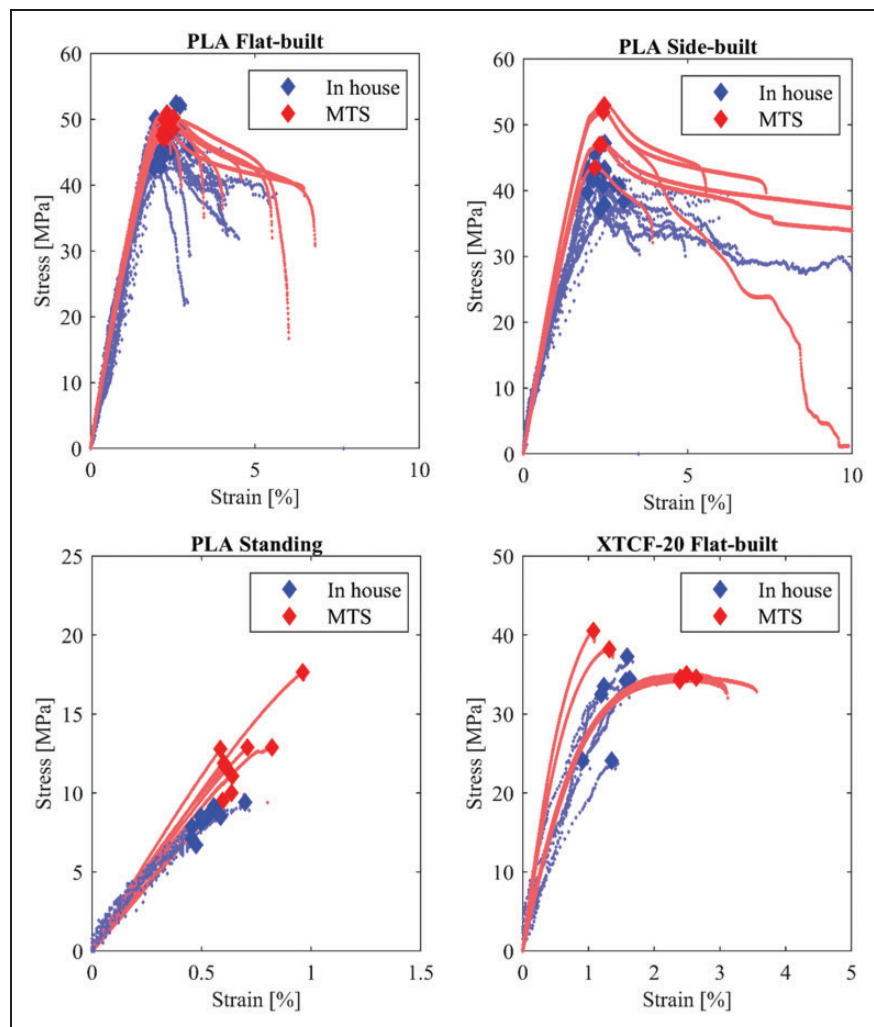 PLA Flat-built
60
50
40
30
20
10
0
Stress [MPa]
In house
MTS
0 5 10
Strain [%]
PLA Side-built
60
50
40
30
20
10
0
Stress [MPa]
In house
MTS
0 5 10
Strain [%]
PLA Standing
25
20
15
10
5
0
Stress [MPa]
In house
MTS
0 0.5 1 1.5
Strain [%]
XTCF-20 Flat-built
50
40
30
20
10
0
Stress [MPa]
In house
MTS
0 1 2 3 4 5
Strain [%]